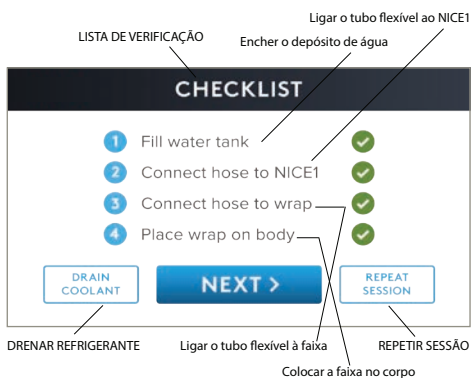 Ligar o tubo flexível ao NICE1
LISTA DE VERIFICAÇÃO
Encher o depósito de água
CHECKLIST
1 Fill water tank
2 Connect hose to NICE1
3 Connect hose to wrap
4 Place wrap on body
DRAIN
COOLANT
NEXT >
REPEAT
SESSION
DRENAR REFRIGERANTE
Ligar o tubo flexível à faixa
REPETIR SESSÃO
Colocar a faixa no corpo